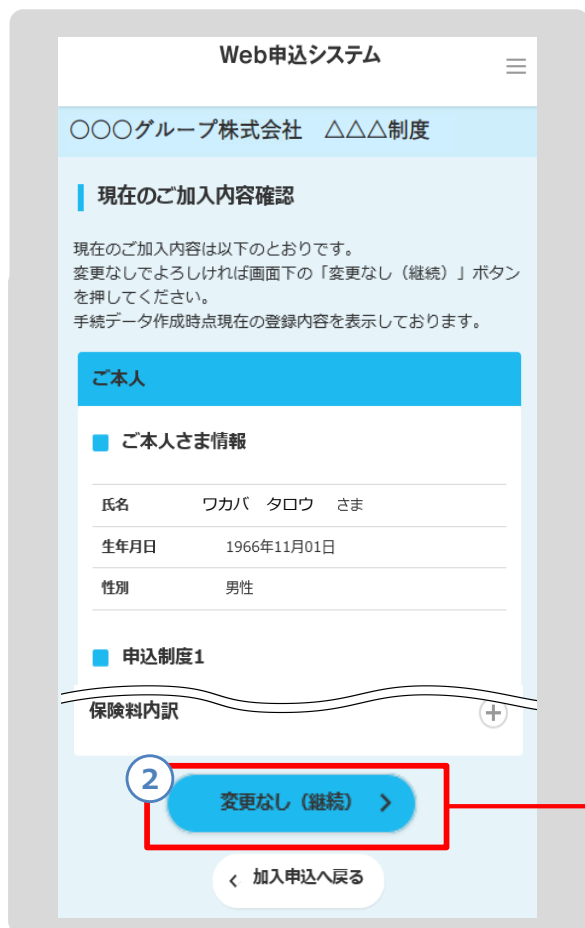 Web申込システム
〇〇〇グループ株式会社　△△△制度
現在のご加入内容確認
現在のご加入内容は以下のとおりです。
変更なしでよろしければ画面下の「変更なし（継続）」ボタン
を押してください。
手続データ作成時点現在の登録内容を表示しております。
ご本人
ご本人さま情報
氏名　ワカバ　タロウ　さま
生年月日　1966年11月01日
性別　男性
申込制度1
保険料内訳
2
変更なし（継続）
加入申込へ戻る